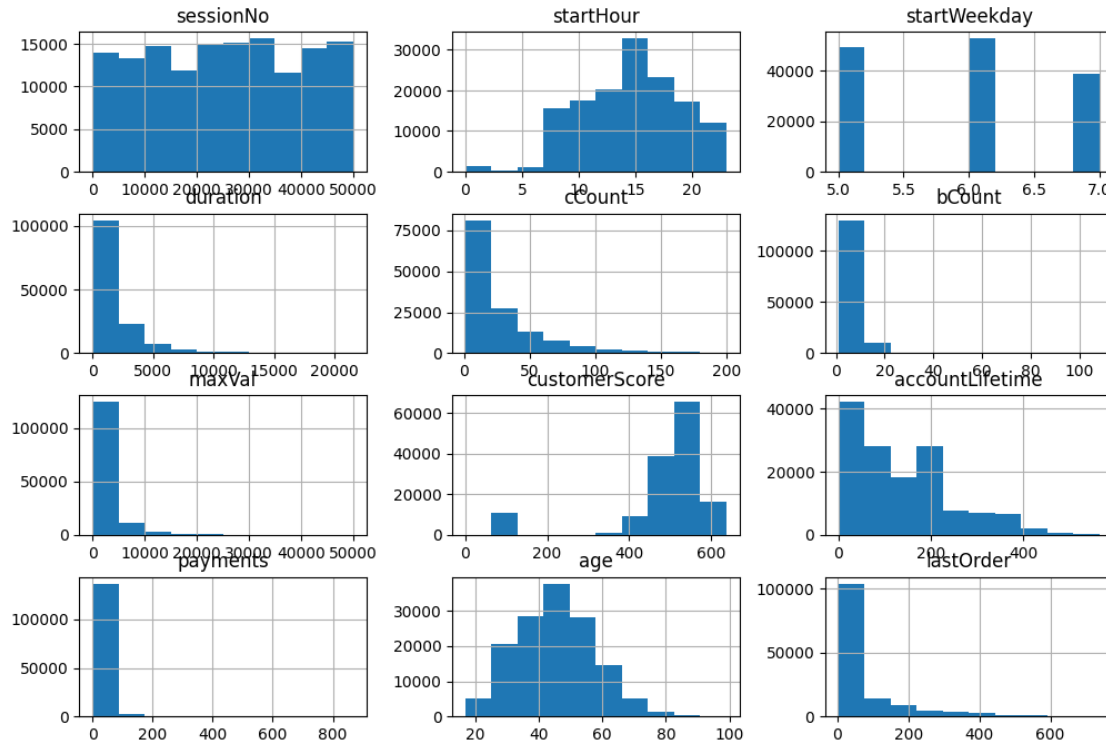 sessionNo startHour startWeekday
15000 30000 40000
10000 20000 20000
5000 10000
0 0 0
0 10000 20000 30000 40000 50000 0 5 10 15 20 5.0 5.5 6.0 6.5 7.0
duration cCount bCount
100000 75000 100000
50000 50000 50000
25000
0 0 0
0 5000 10000 15000 20000 0 50 100 150 200 0 20 40 60 80 100
maxVal customerScore accountLifetime
100000 60000 40000
50000 40000 20000
20000
0 0 0
0 10000 20000 30000 40000 50000 0 200 400 600 0 200 400
payments age lastOrder
100000 30000 100000
50000 20000 50000
10000
0 0 0
0 200 400 600 800 20 40 60 80 100 0 200 400 600